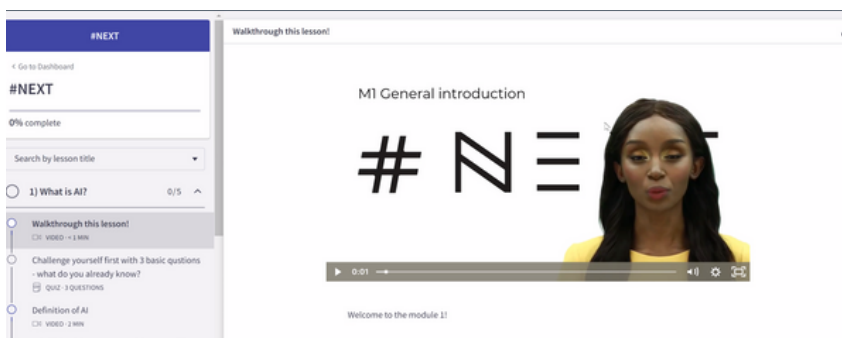 #NEXT
< Go to Dashboard
#NEXT
0% complete
Search by lesson title
1) What is AI? 0/5
Walkthrough this lesson!
VIDEO · < 1 MIN
Challenge yourself first with 3 basic qustions
- what do you already know?
QUIZ · 3 QUESTIONS
Definition of AI
VIDEO · 2 MIN
Walkthrough this lesson!
M1 General introduction
# N E T
0:01
Welcome to the module 1!